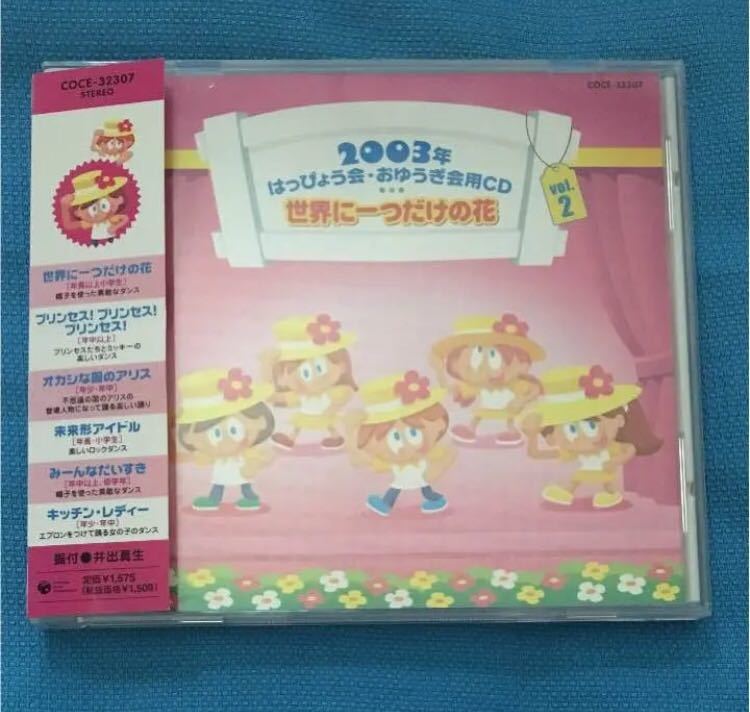 COCE-32307
STEREO
世界に一つだけの花
[年長以上小学生]
帽子を使った素敵なダンス
プリンセス! プリンセス!
プリンセス!
[年中以上]
プリンセスたちとミッキーの
楽しいダンス
オカシな国のアリス
[年少・年中]
不思議の国のアリスの
登場人物になって踊る楽しい踊り
未来形アイドル
[年長・小学生]
楽しいロックダンス
みーんなだいすき
[年中以上、低学年]
帽子を使った素敵なダンス
キッチン・レディー
[年少・年中]
エプロンをつけて踊る女の子のダンス
振付●井出真生
定価¥1,575
(税抜価格¥1,500)
COCE-32307
2003年
はっぴょう会・おゆうぎ会用CD
世界に一つだけの花
vol.
2